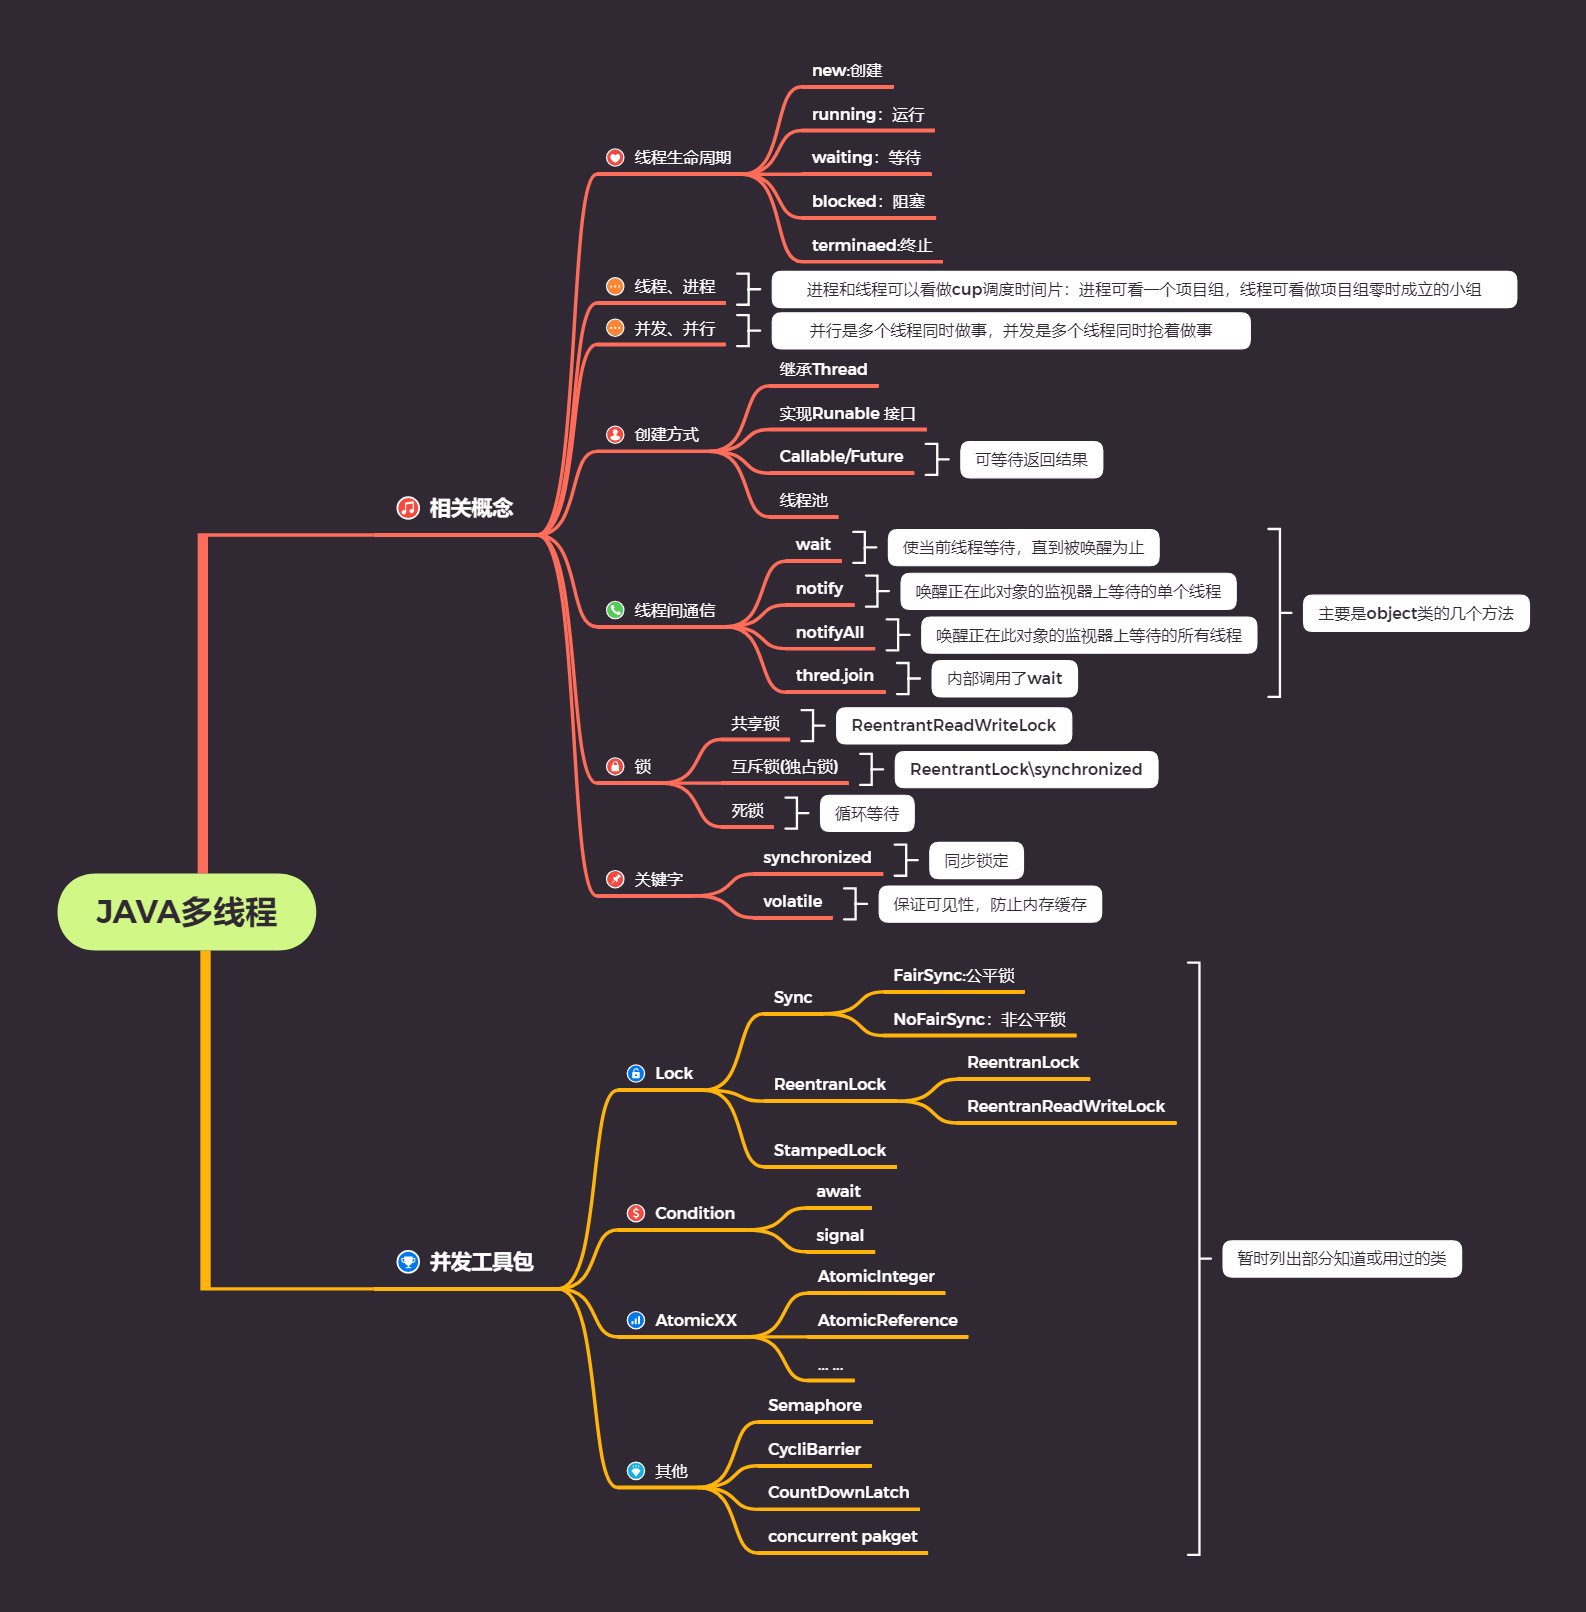 JAVA多线程
相关概念
线程生命周期
new:创建
running：运行
waiting：等待
blocked：阻塞
terminaed:终止
线程、进程
进程和线程可以看做cup调度时间片：进程可看一个项目组，线程可看做项目组零时成立的小组
并发、并行
并行是多个线程同时做事，并发是多个线程同时抢着做事
创建方式
继承Thread
实现Runable 接口
Callable/Future
可等待返回结果
线程池
线程间通信
wait
使当前线程等待，直到被唤醒为止
notify
唤醒正在此对象的监视器上等待的单个线程
notifyAll
唤醒正在此对象的监视器上等待的所有线程
thred.join
内部调用了wait
主要是object类的几个方法
锁
共享锁
ReentrantReadWriteLock
互斥锁(独占锁)
ReentrantLock\synchronized
死锁
循环等待
关键字
synchronized
同步锁定
volatile
保证可见性，防止内存缓存
并发工具包
Lock
Sync
FairSync:公平锁
NoFairSync：非公平锁
ReentranLock
ReentranLock
ReentranReadWriteLock
StampedLock
Condition
await
signal
AtomicXX
AtomicInteger
AtomicReference
... ...
其他
Semaphore
CycliBarrier
CountDownLatch
concurrent pakget
暂时列出部分知道或用过的类